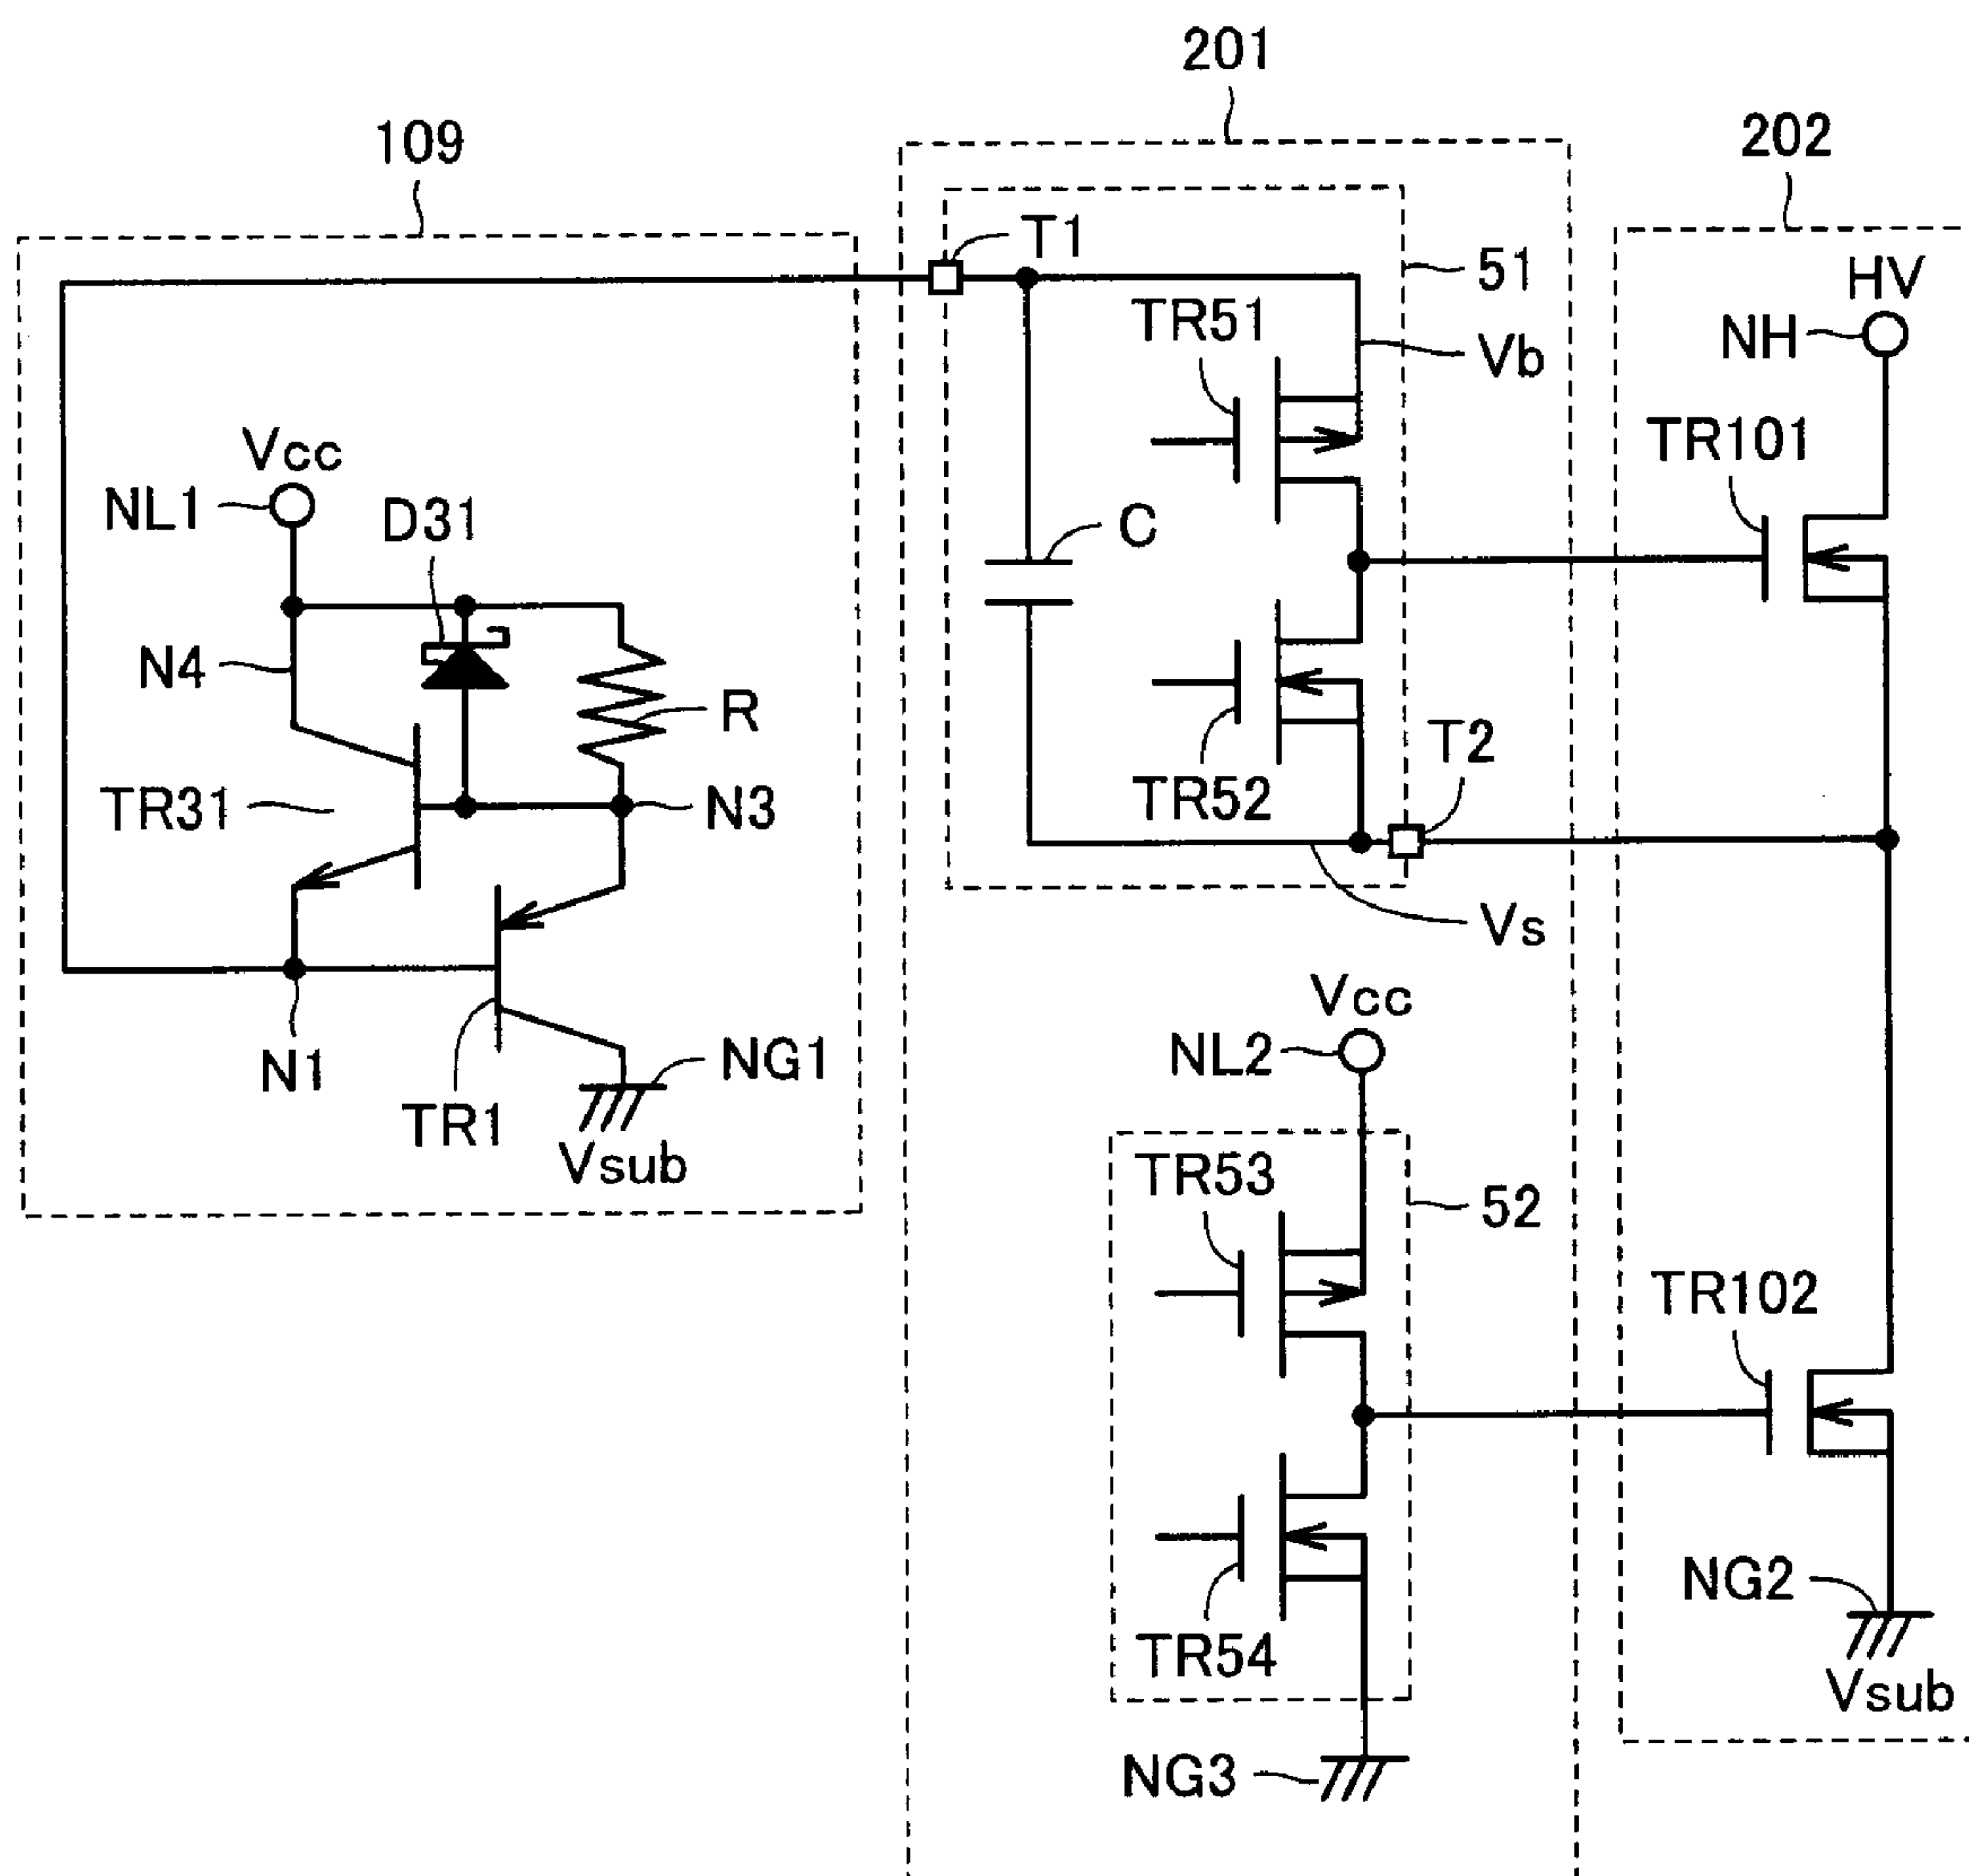 201
109
202
T1
51
HV
TR51
NH
Vb
Vcc
TR101
NL1
D31
C
N4
R
T2
TR31
N3
TR52
Vs
Vcc
N1
NG1
NL2
TR1
Vsub
TR53
52
TR102
NG2
TR54
Vsub
NG3